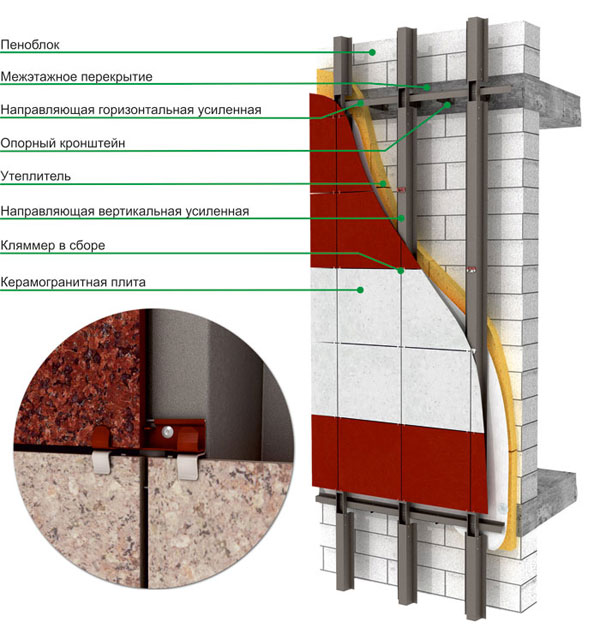 Пеноблок
Межэтажное перекрытие
Направляющая горизонтальная усиленная
Опорный кронштейн
Утеплитель
Направляющая вертикальная усиленная
Кляммер в сборе
Керамогранитная плита